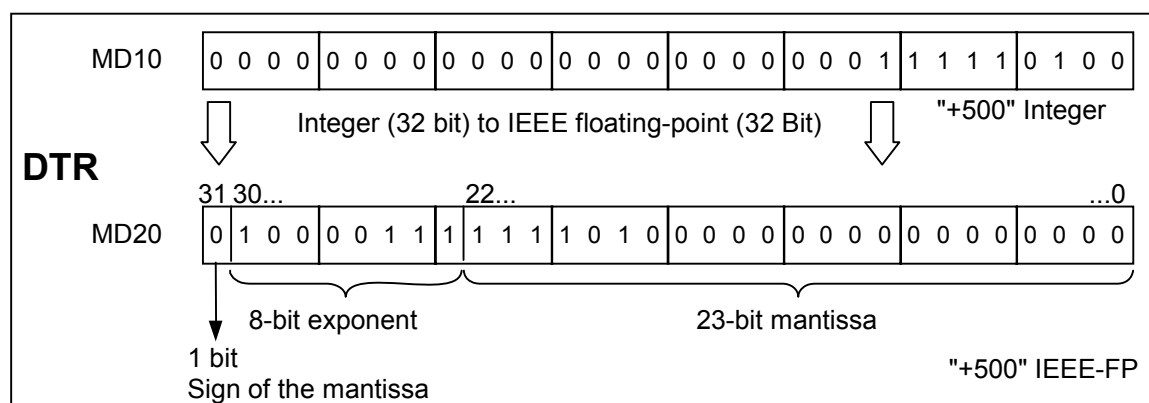 MD10 0 0 0 0 0 0 0 0 0 0 0 0 0 0 0 0 0 0 0 0 0 0 0 1 1 1 1 1 0 1 0 0
Integer (32 bit) to IEEE floating-point (32 Bit) "+500" Integer
DTR
31 30... 22... ...0
MD20 0 1 0 0 0 0 1 1 1 1 1 1 1 0 1 0 0 0 0 0 0 0 0 0 0 0 0 0 0 0 0 0
8-bit exponent 23-bit mantissa
1 bit
Sign of the mantissa "+500" IEEE-FP